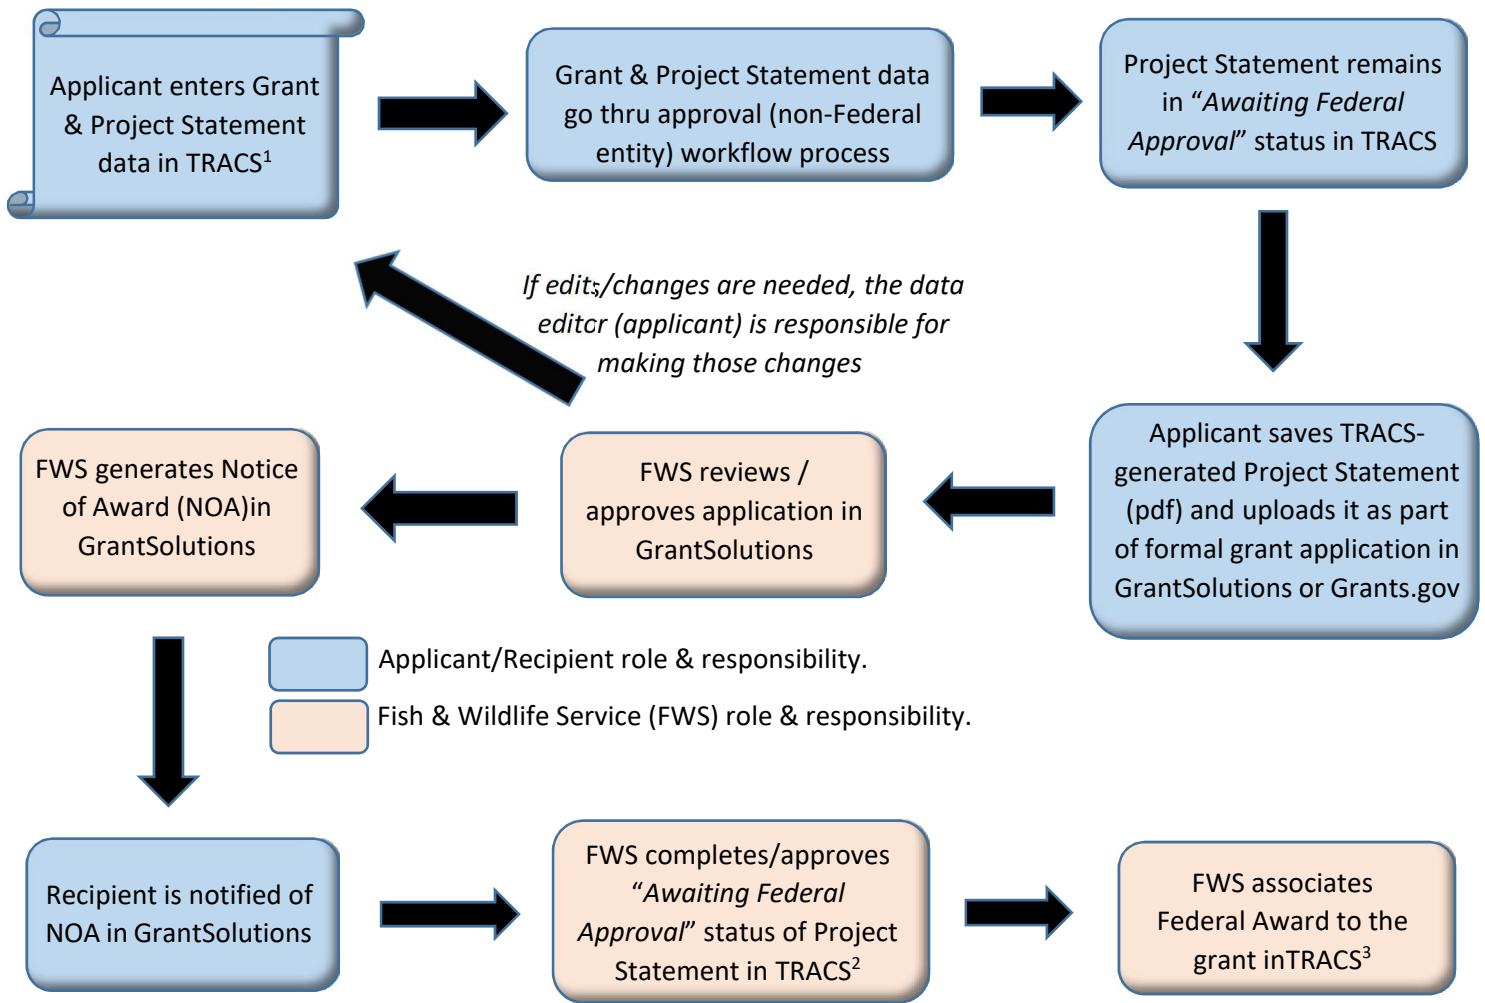 Applicant enters Grant
& Project Statement
data in TRACS¹
Grant & Project Statement data
go thru approval (non-Federal
entity) workflow process
Project Statement remains
in “Awaiting Federal
Approval” status in TRACS
If edits/changes are needed, the data
editor (applicant) is responsible for
making those changes
FWS generates Notice
of Award (NOA)in
GrantSolutions
FWS reviews /
approves application in
GrantSolutions
Applicant saves TRACS-
generated Project Statement
(pdf) and uploads it as part
of formal grant application in
GrantSolutions or Grants.gov
Applicant/Recipient role & responsibility.
Fish & Wildlife Service (FWS) role & responsibility.
Recipient is notified of
NOA in GrantSolutions
FWS completes/approves
“Awaiting Federal
Approval” status of Project
Statement in TRACS²
FWS associates
Federal Award to the
grant inTRACS³